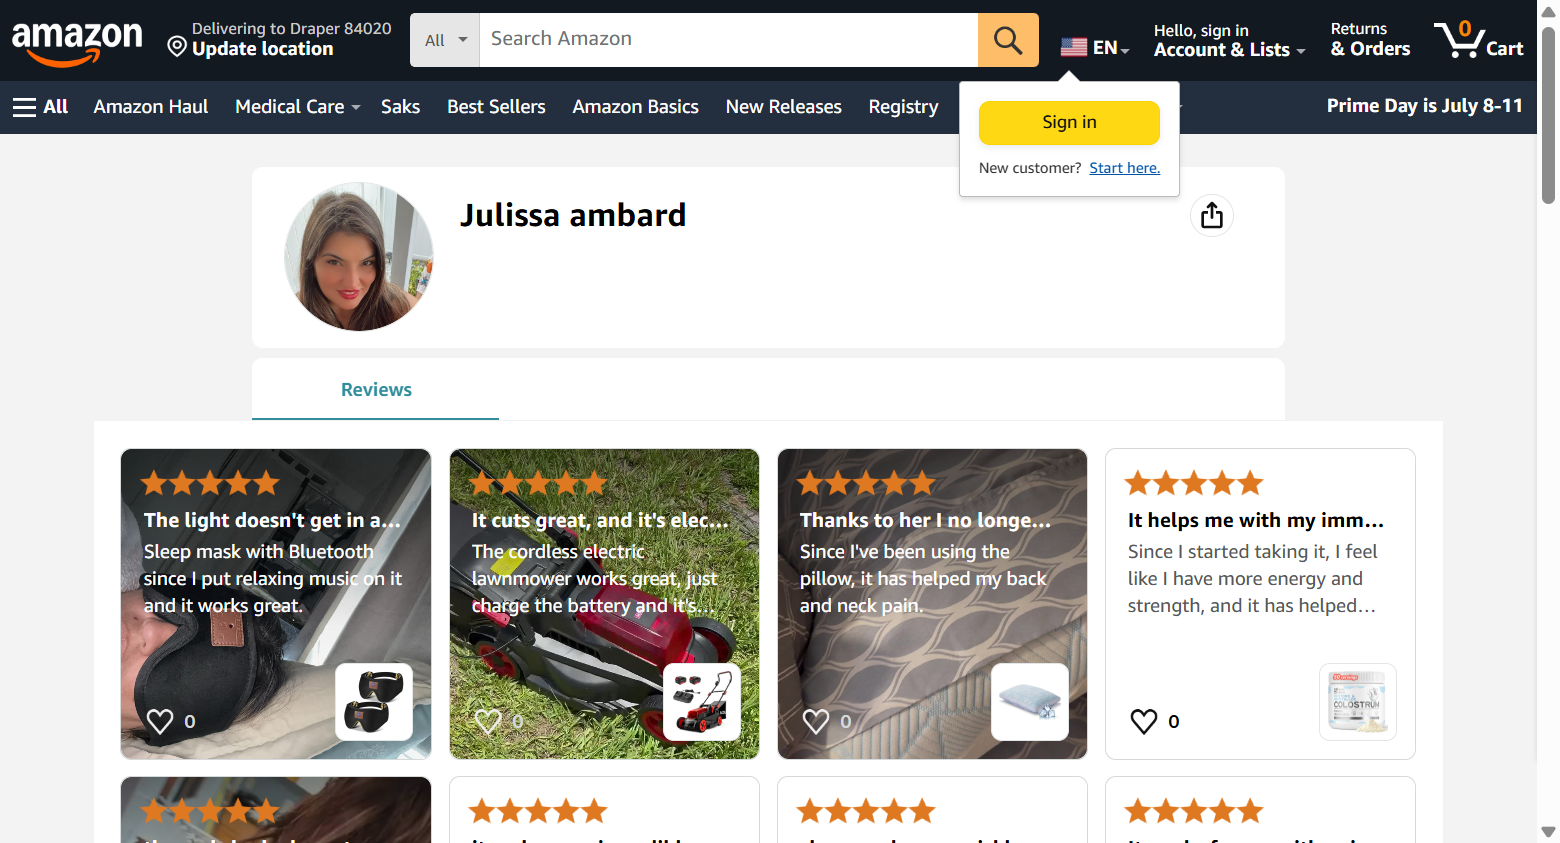 amazon
Delivering to Draper 84020
Update location
All
Search Amazon
EN
Hello, sign in
Account & Lists
Returns
& Orders
0
Cart
All
Amazon Haul
Medical Care
Saks
Best Sellers
Amazon Basics
New Releases
Registry
Prime Day is July 8-11
Sign in
New customer? Start here.
Julissa ambard
Reviews
The light doesn't get in a...
Sleep mask with Bluetooth
since I put relaxing music on it
and it works great.
0
It cuts great, and it's elec...
The cordless electric
lawnmower works great, just
charge the battery and it's...
0
Thanks to her I no longe...
Since I've been using the
pillow, it has helped my back
and neck pain.
0
It helps me with my imm...
Since I started taking it, I feel
like I have more energy and
strength, and it has helped...
0
COLOSTRUM